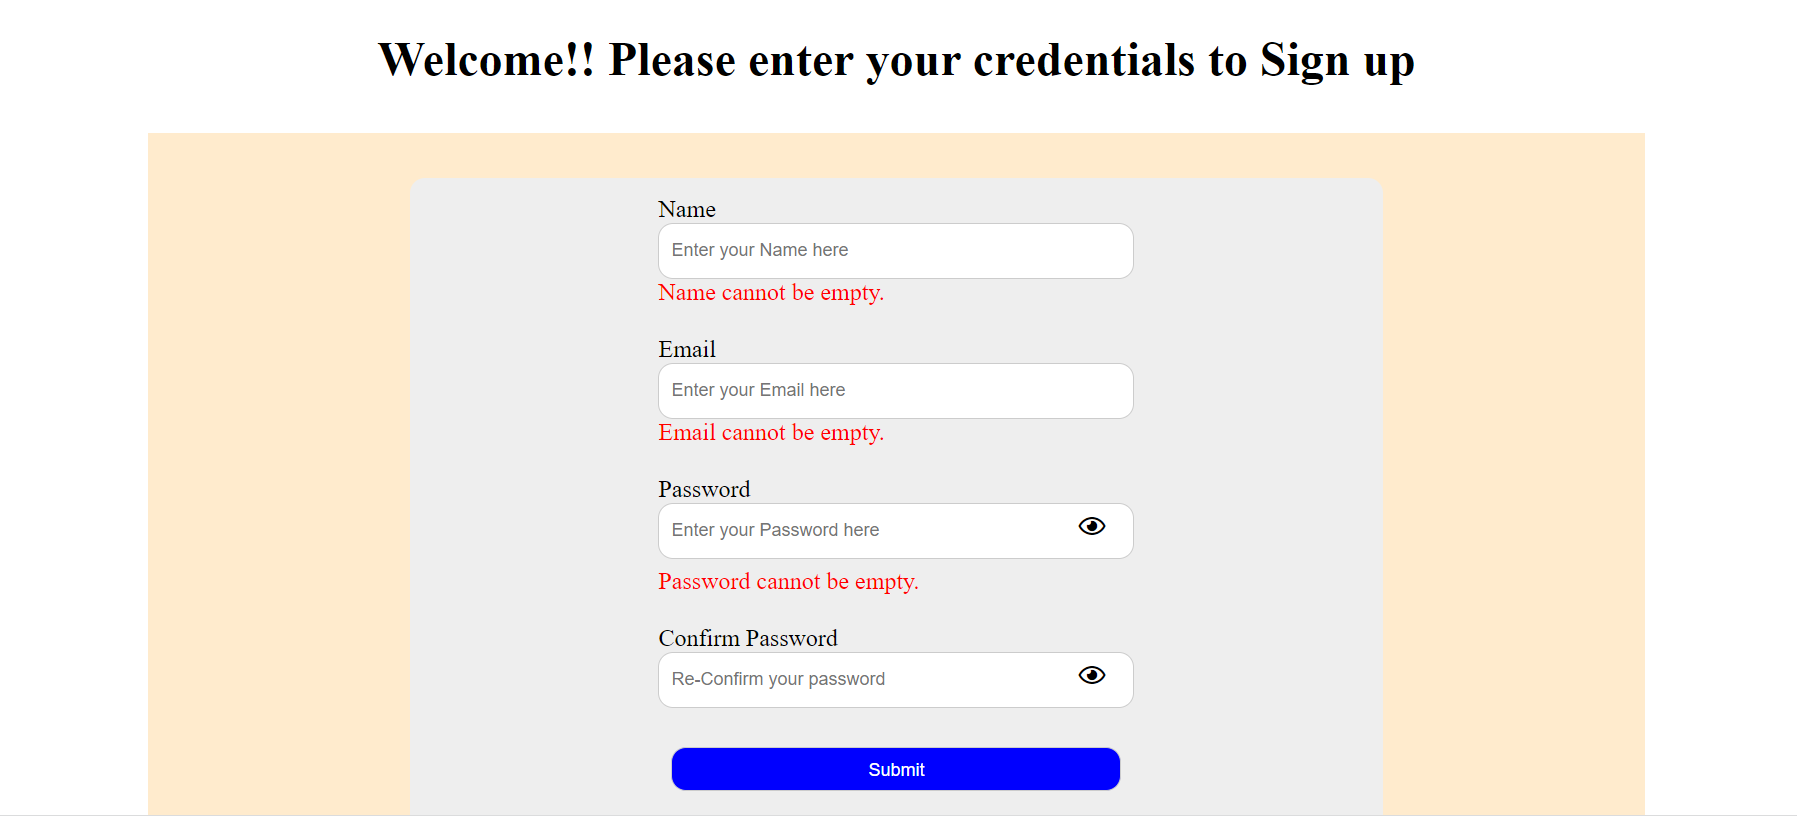 Welcome!! Please enter your credentials to Sign up
Name
Enter your Name here
Name cannot be empty.
Email
Enter your Email here
Email cannot be empty.
Password
Enter your Password here
Password cannot be empty.
Confirm Password
Re-Confirm your password
Submit